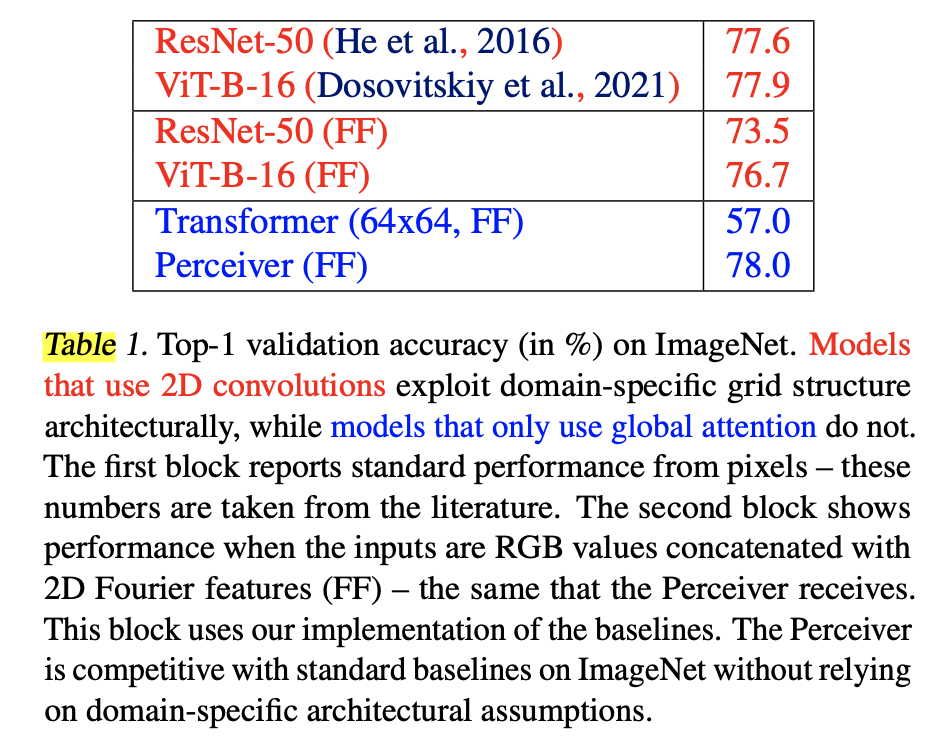 ResNet-50 (He et al., 2016) 77.6
ViT-B-16 (Dosovitskiy et al., 2021) 77.9
ResNet-50 (FF) 73.5
ViT-B-16 (FF) 76.7
Transformer (64x64, FF) 57.0
Perceiver (FF) 78.0
Table 1. Top-1 validation accuracy (in %) on ImageNet. Models
that use 2D convolutions exploit domain-specific grid structure
architecturally, while models that only use global attention do not.
The first block reports standard performance from pixels – these
numbers are taken from the literature. The second block shows
performance when the inputs are RGB values concatenated with
2D Fourier features (FF) – the same that the Perceiver receives.
This block uses our implementation of the baselines. The Perceiver
is competitive with standard baselines on ImageNet without relying
on domain-specific architectural assumptions.